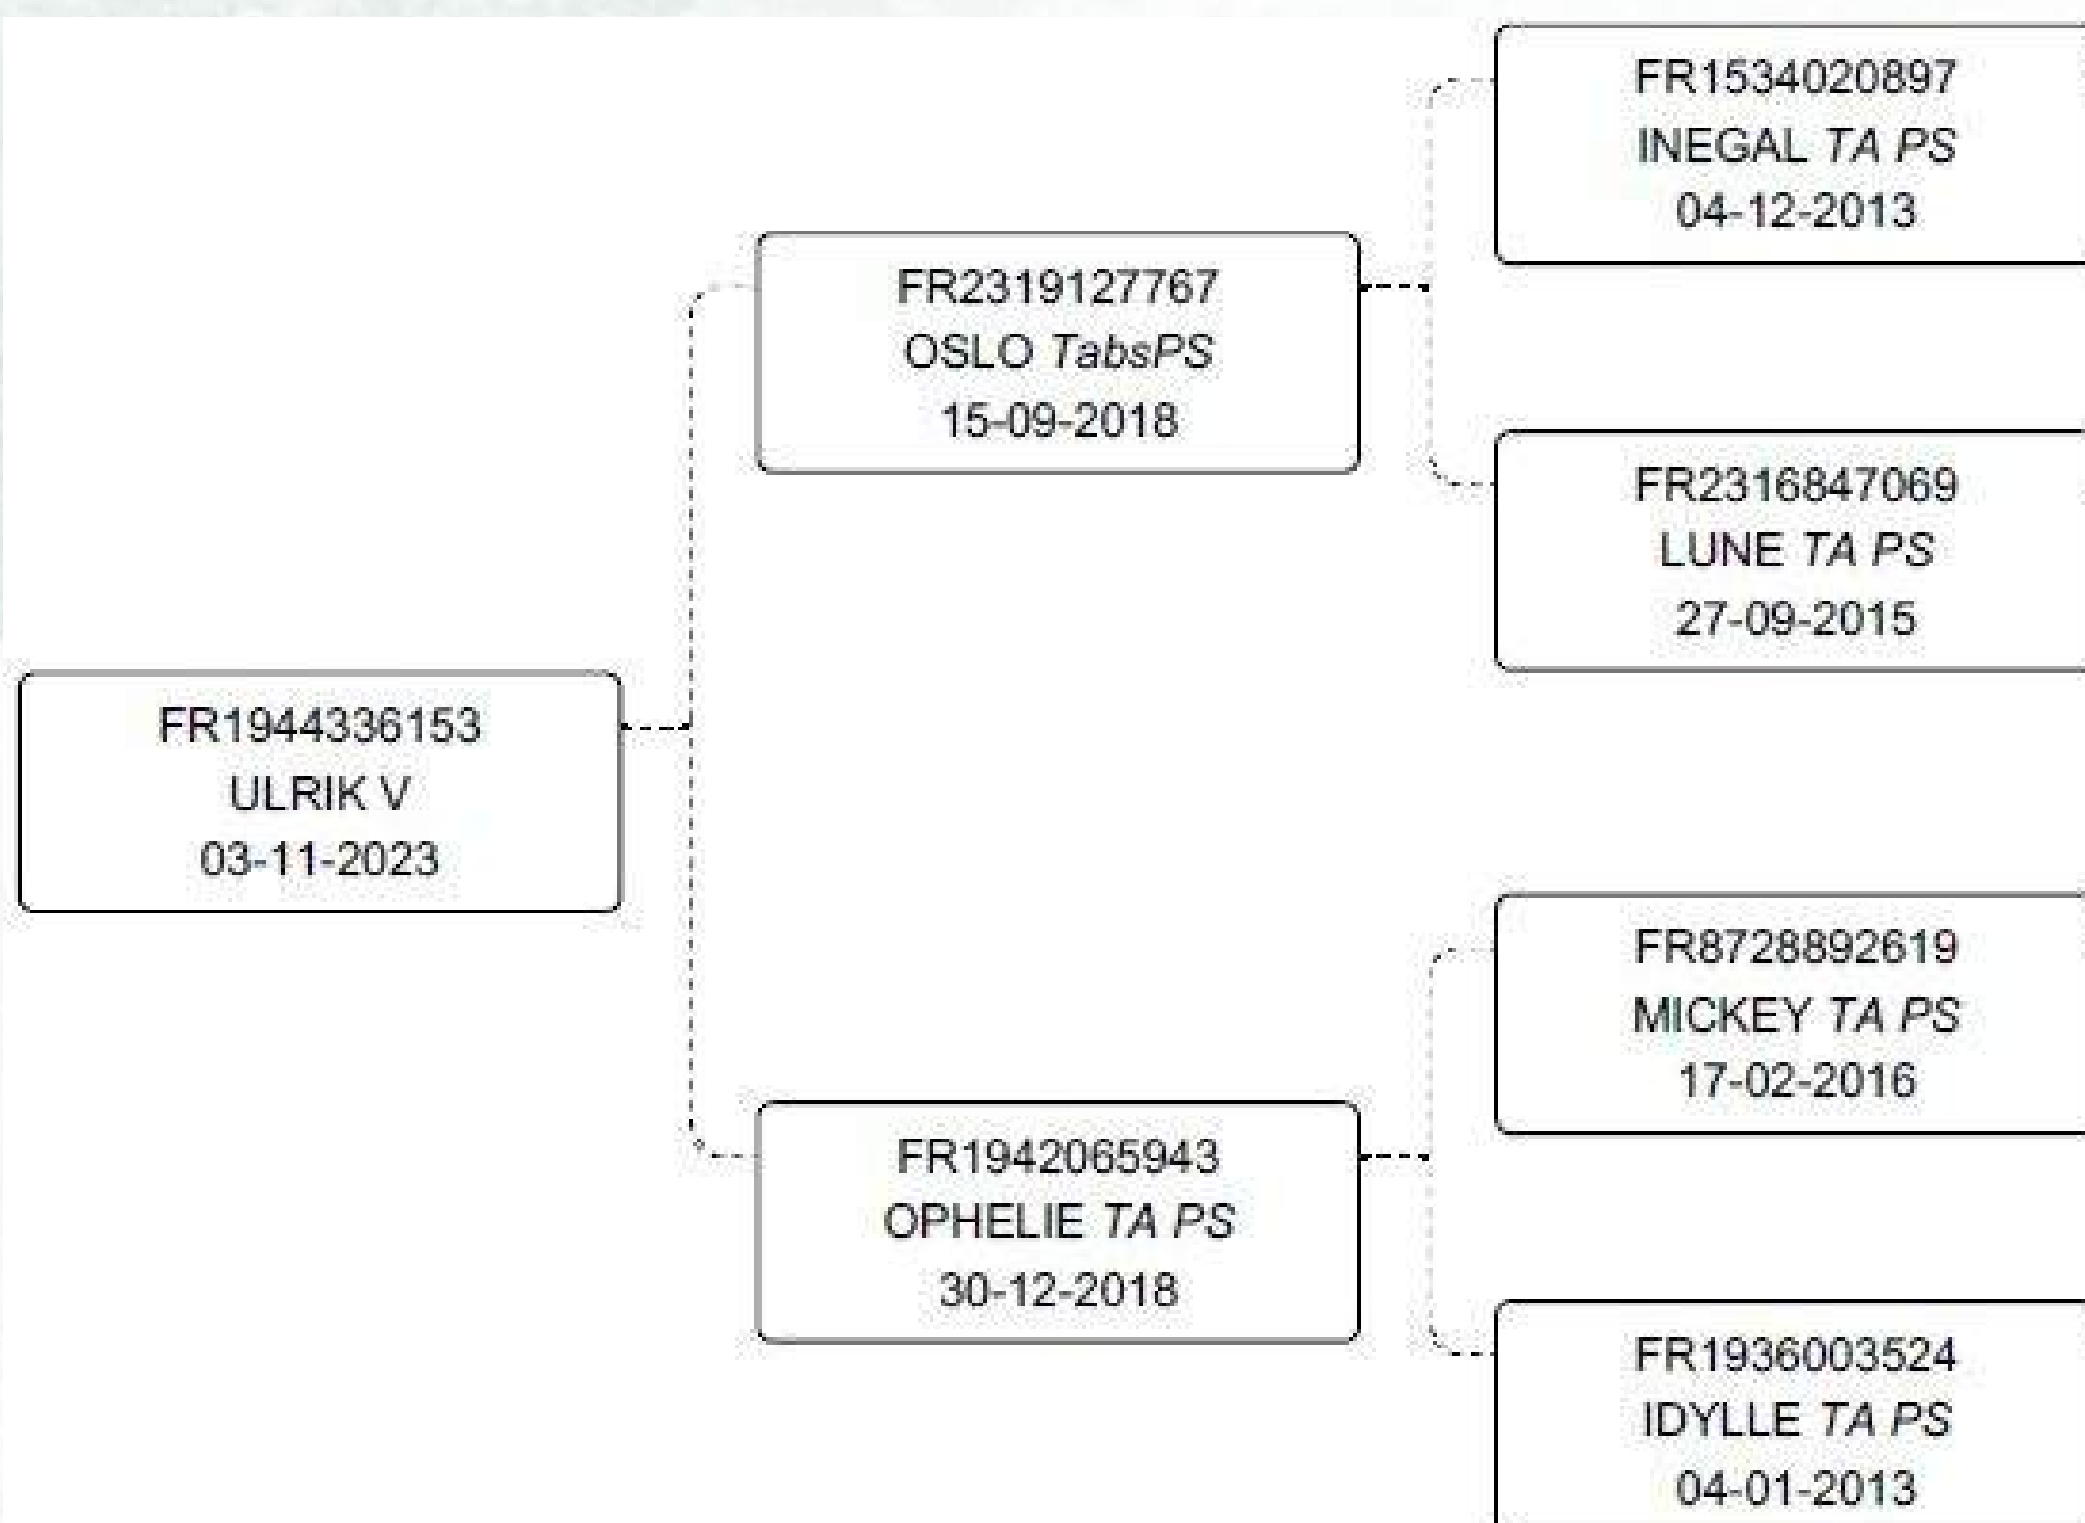 FR1534020897
INEGAL TA PS
04-12-2013
FR2319127767
OSLO TabsPS
15-09-2018
FR2316847069
LUNE TA PS
27-09-2015
FR1944336153
ULRIK V
03-11-2023
FR8728892619
MICKEY TA PS
17-02-2016
FR1942065943
OPHELIE TA PS
30-12-2018
FR1936003524
IDYLLE TA PS
04-01-2013